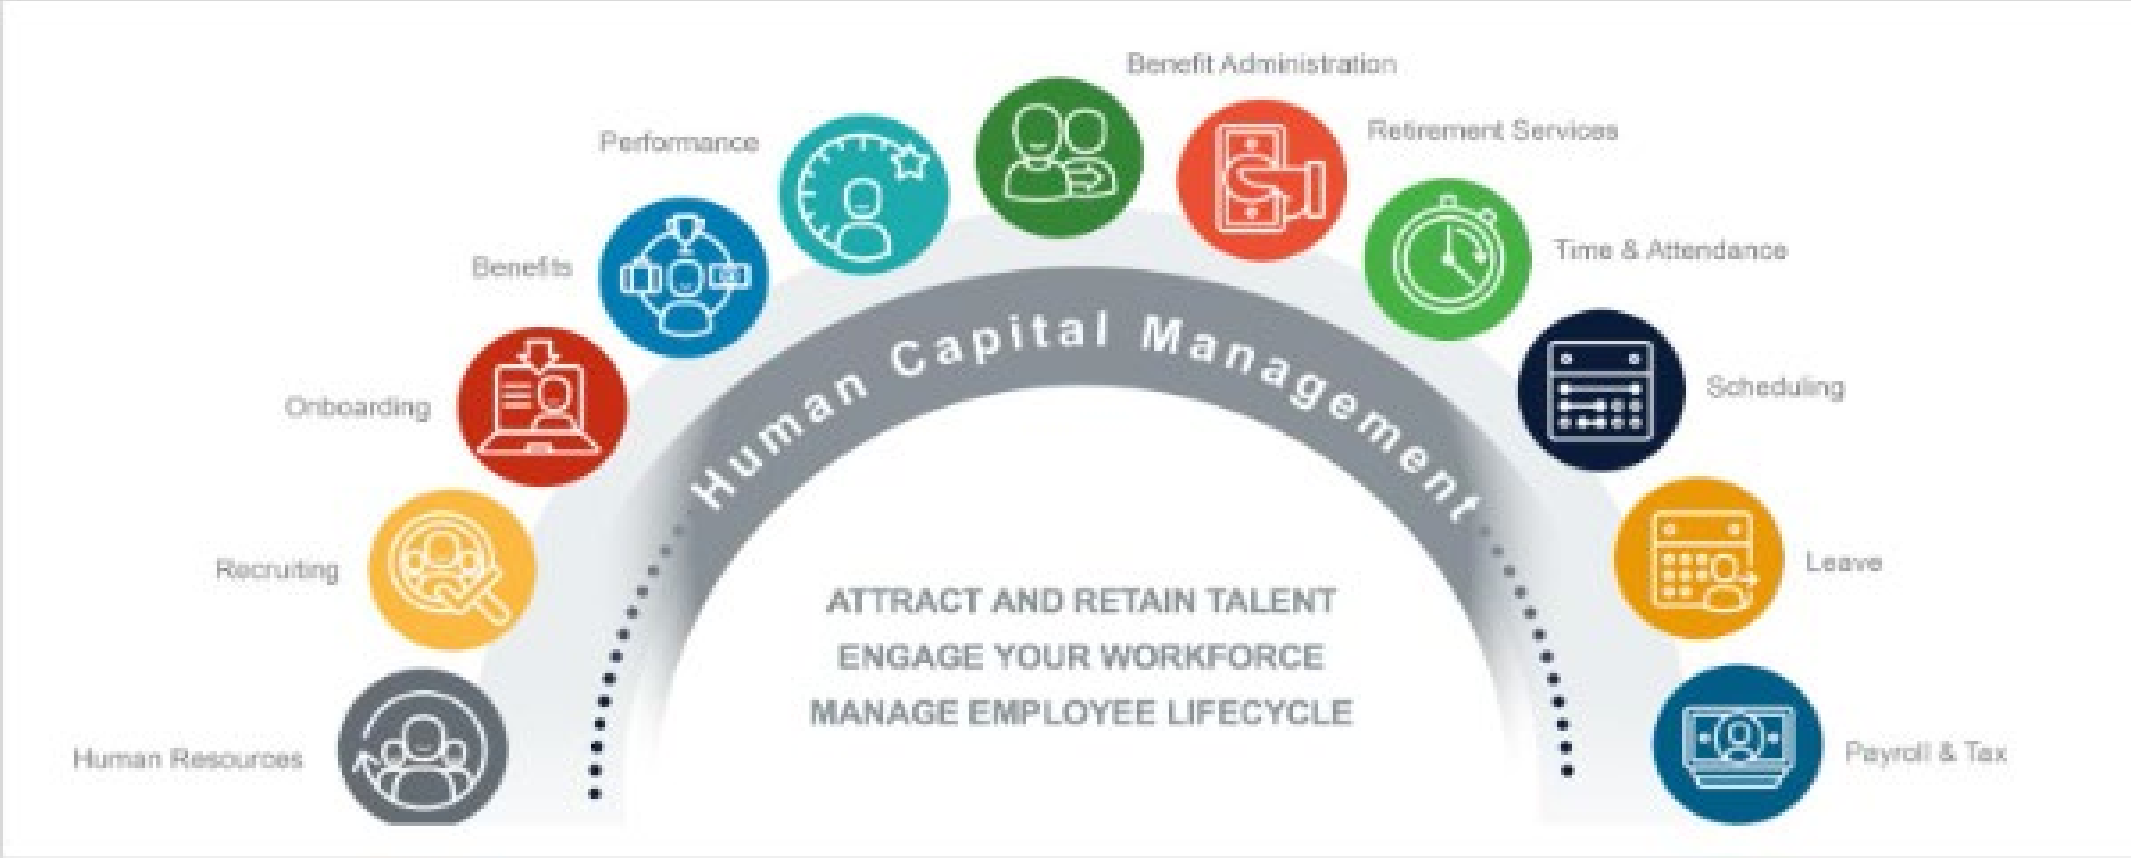 Benefit Administration
Performance
Retirement Services
Benefits
Time & Attendance
Onboarding
Scheduling
Recruiting
Leave
Human Resources
Payroll & Tax
Human Capital Management
ATTRACT AND RETAIN TALENT
ENGAGE YOUR WORKFORCE
MANAGE EMPLOYEE LIFECYCLE